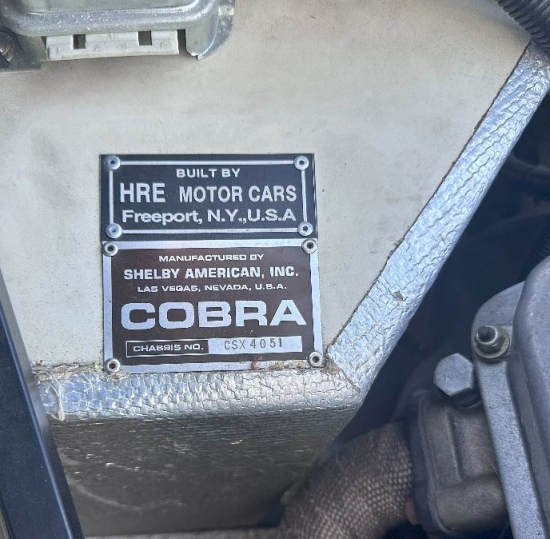 BUILT BY
HRE MOTOR CARS
Freeport, N.Y.,U.S.A
MANUFACTURED BY
SHELBY AMERICAN, INC.
LAS VEGAS, NEVADA, U.S.A.
COBRA
CHASSIS NO. CSX 4051